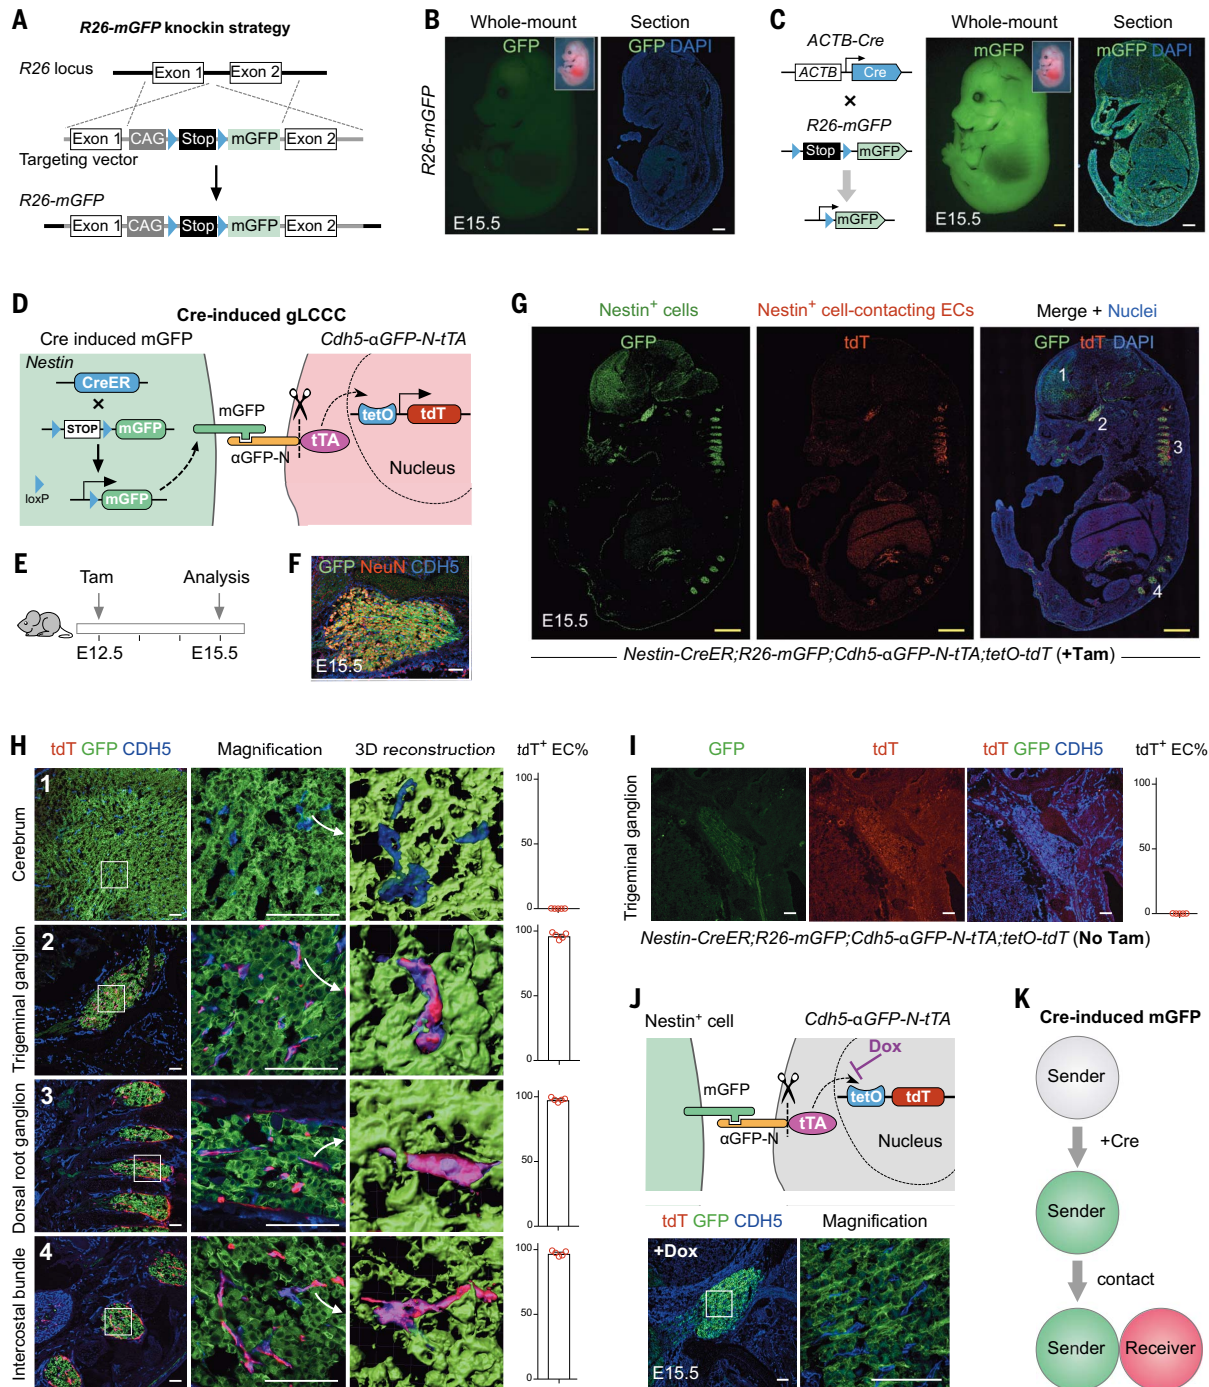 A
R26-mGFP knockin strategy
R26 locus
Exon 1
Exon 2
Exon 1
CAG
Stop
mGFP
Exon 2
Targeting vector
R26-mGFP
Exon 1
CAG
Stop
mGFP
Exon 2
B
Whole-mount
Section
R26-mGFP
GFP
GFP DAPI
E15.5
C
ACTB-Cre
ACTB
Cre
×
R26-mGFP
Stop
mGFP
mGFP
Whole-mount
Section
mGFP
mGFP DAPI
E15.5
D
Cre-induced gLCCC
Cre induced mGFP
Cdh5-αGFP-N-tTA
Nestin
CreER
×
STOP
mGFP
loxP
mGFP
mGFP
αGFP-N
tTA
tetO
tdT
Nucleus
E
Tam
Analysis
E12.5
E15.5
F
GFP NeuN CDH5
E15.5
G
Nestin+ cells
Nestin+ cell-contacting ECs
Merge + Nuclei
GFP
tdT
GFP tdT DAPI
1
2
3
4
E15.5
Nestin-CreER;R26-mGFP;Cdh5-αGFP-N-tTA;tetO-tdT (+Tam)
H
tdT GFP CDH5
Magnification
3D reconstruction
tdT+ EC%
Cerebrum
1
100
50
0
Trigeminal ganglion
2
100
50
0
Dorsal root ganglion
3
100
50
0
Intercostal bundle
4
100
50
0
I
GFP
tdT
tdT GFP CDH5
tdT+ EC%
Trigeminal ganglion
100
50
0
Nestin-CreER;R26-mGFP;Cdh5-αGFP-N-tTA;tetO-tdT (No Tam)
J
Nestin+ cell
Cdh5-αGFP-N-tTA
Dox
mGFP
αGFP-N
tTA
tetO
tdT
Nucleus
tdT GFP CDH5
Magnification
+Dox
E15.5
K
Cre-induced mGFP
Sender
+Cre
Sender
contact
Sender
Receiver